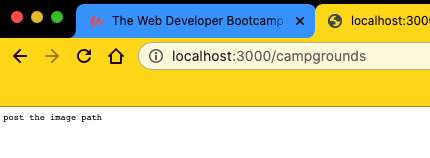 The Web Developer Bootcamp
localhost:300
localhost:3000/campgrounds
post the image path